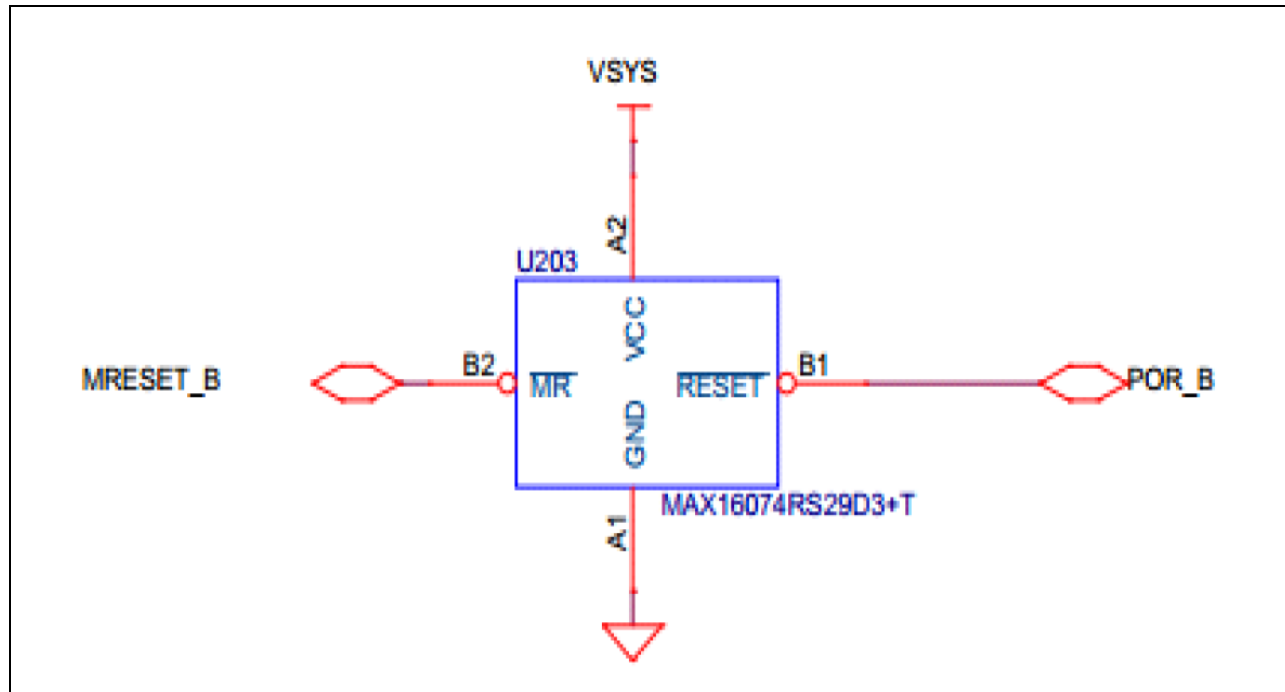 VSYS
A2
U203
VCC
MRESET_B
B2
MR
RESET
B1
POR_B
GND
MAX16074RS29D3+T
A1